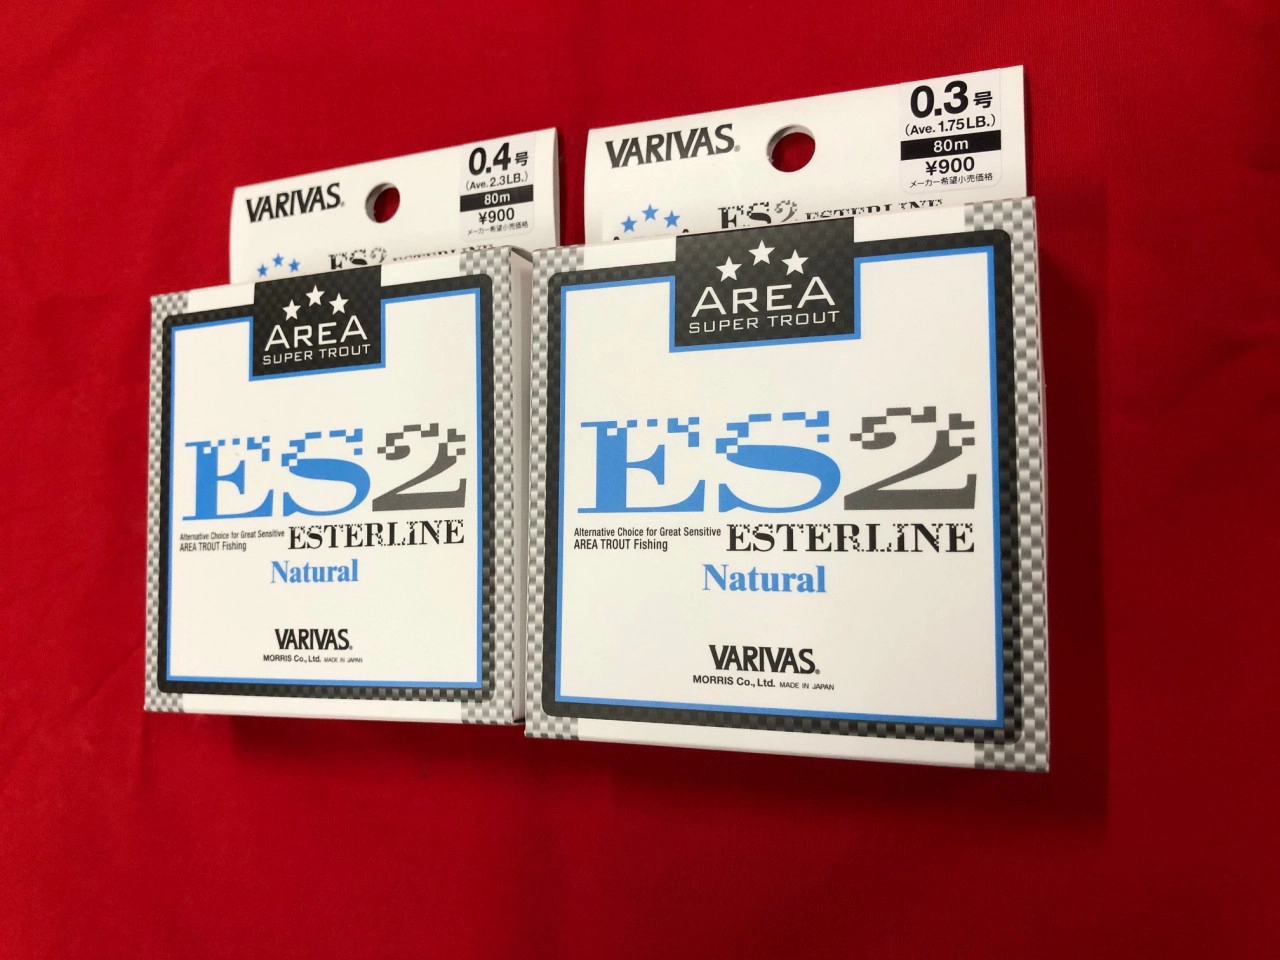 VARIVAS®
0.4号
(Ave. 2.3LB.)
80m
¥900
メーカー希望小売価格
ES2 ESTERLINE
AREA
SUPER TROUT
ES2
Alternative Choice for Great Sensitive
AREA TROUT Fishing
ESTERLINE
Natural
VARIVAS®
MORRIS Co., Ltd. MADE IN JAPAN
VARIVAS®
0.3号
(Ave. 1.75LB.)
80m
¥900
メーカー希望小売価格
ES2 ESTERLINE
AREA
SUPER TROUT
ES2
Alternative Choice for Great Sensitive
AREA TROUT Fishing
ESTERLINE
Natural
VARIVAS®
MORRIS Co., Ltd. MADE IN JAPAN